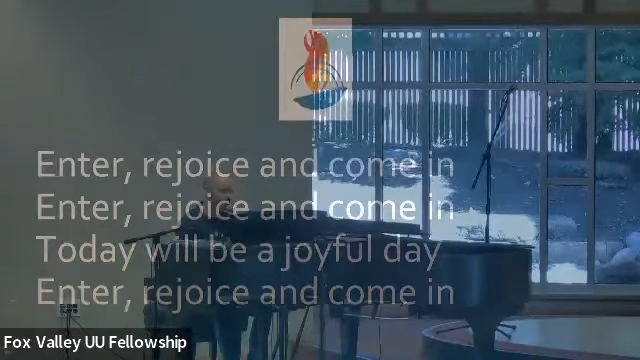 Enter, rejoice and come in
Enter, rejoice and come in
Today will be a joyful day
Enter, rejoice and come in
Fox Valley UU Fellowship